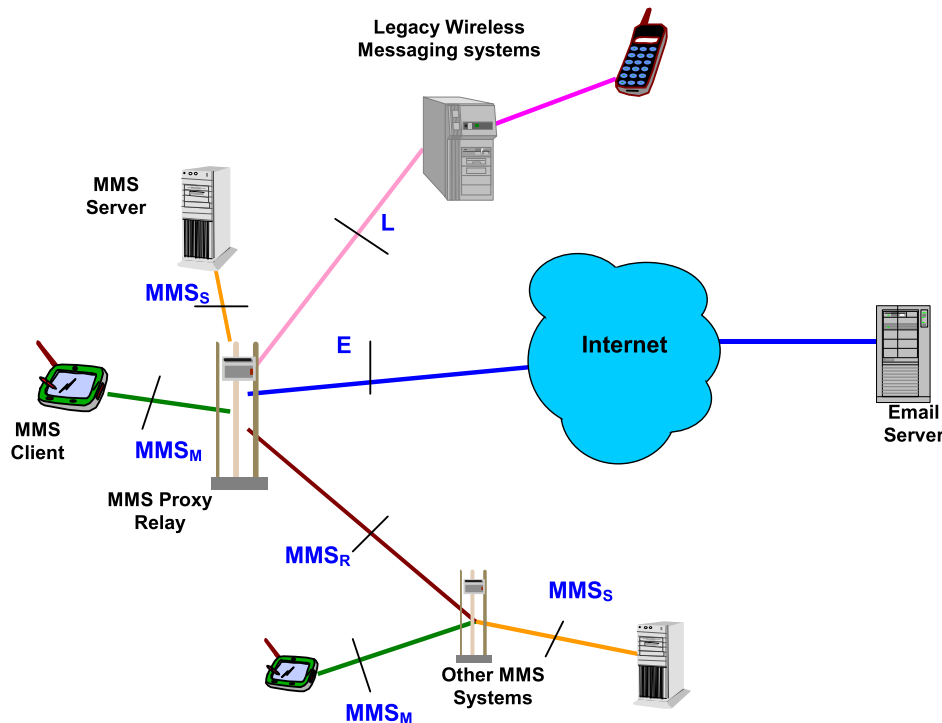 Legacy Wireless
Messaging systems
MMS
Server
L
MMSS
E
Internet
MMS
Client
MMSM
Email
Server
MMS Proxy
Relay
MMSR
MMSS
Other MMS
Systems
MMSM